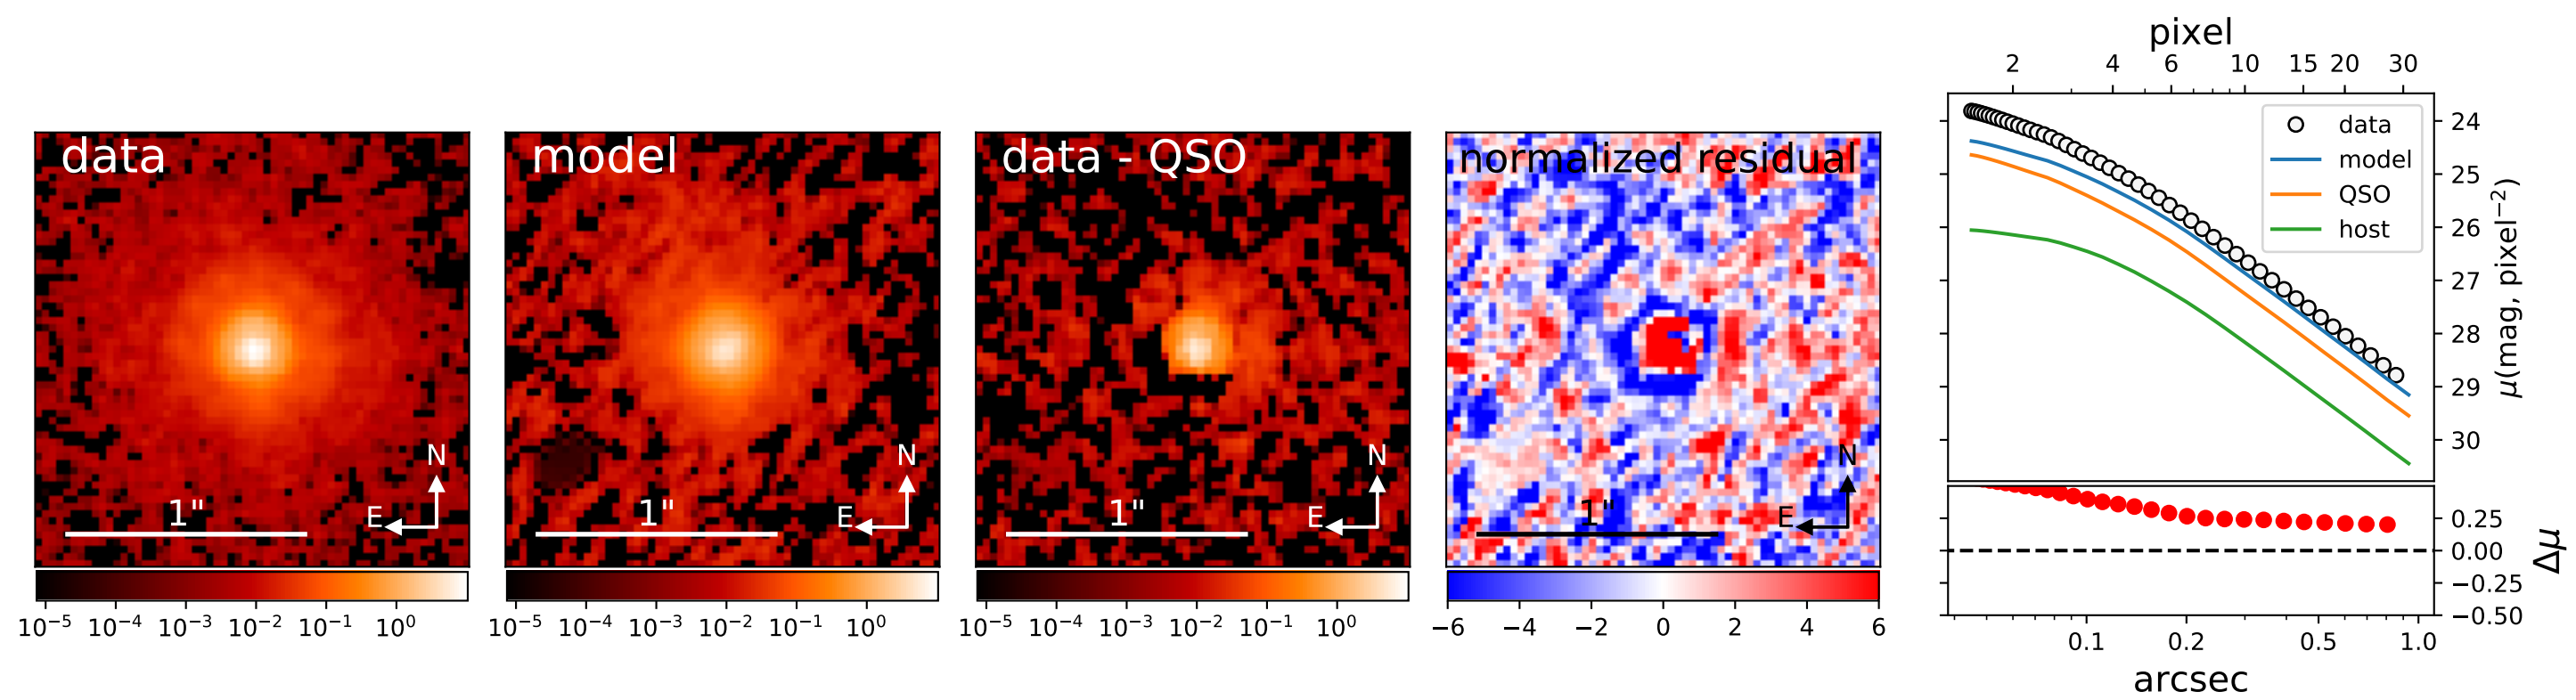 data
N
E
1"
10⁻⁵ 10⁻⁴ 10⁻³ 10⁻² 10⁻¹ 10⁰
model
N
E
1"
10⁻⁵ 10⁻⁴ 10⁻³ 10⁻² 10⁻¹ 10⁰
data - QSO
N
E
1"
10⁻⁵ 10⁻⁴ 10⁻³ 10⁻² 10⁻¹ 10⁰
normalized residual
N
E
1"
−6 −4 −2 0 2 4 6
pixel
2 4 6 10 15 20 30
data
model
QSO
host
24
25
26
27
28
29
30
μ(mag, pixel⁻²)
0.25
0.00
−0.25
−0.50
Δμ
0.1 0.2 0.5 1.0
arcsec